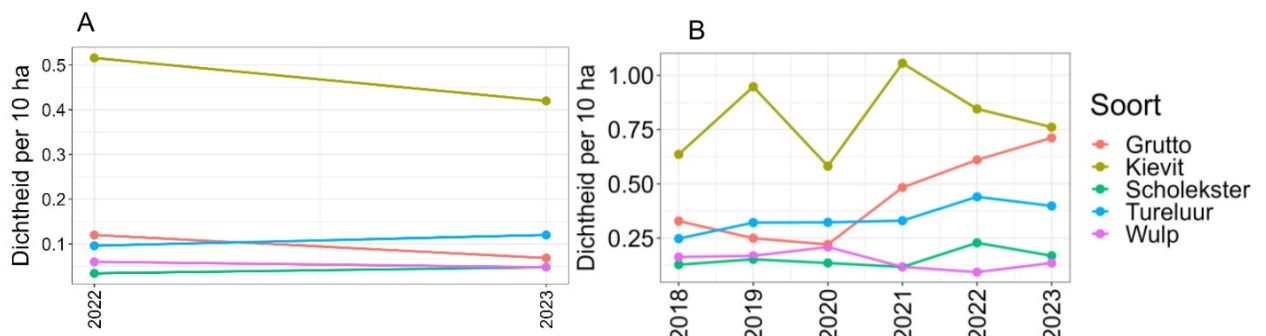 A
Dichtheid per 10 ha
0.5
0.4
0.3
0.2
0.1
2022
2023
B
Dichtheid per 10 ha
1.00
0.75
0.50
0.25
2018
2019
2020
2021
2022
2023
Soort
Grutto
Kievit
Scholekster
Tureluur
Wulp